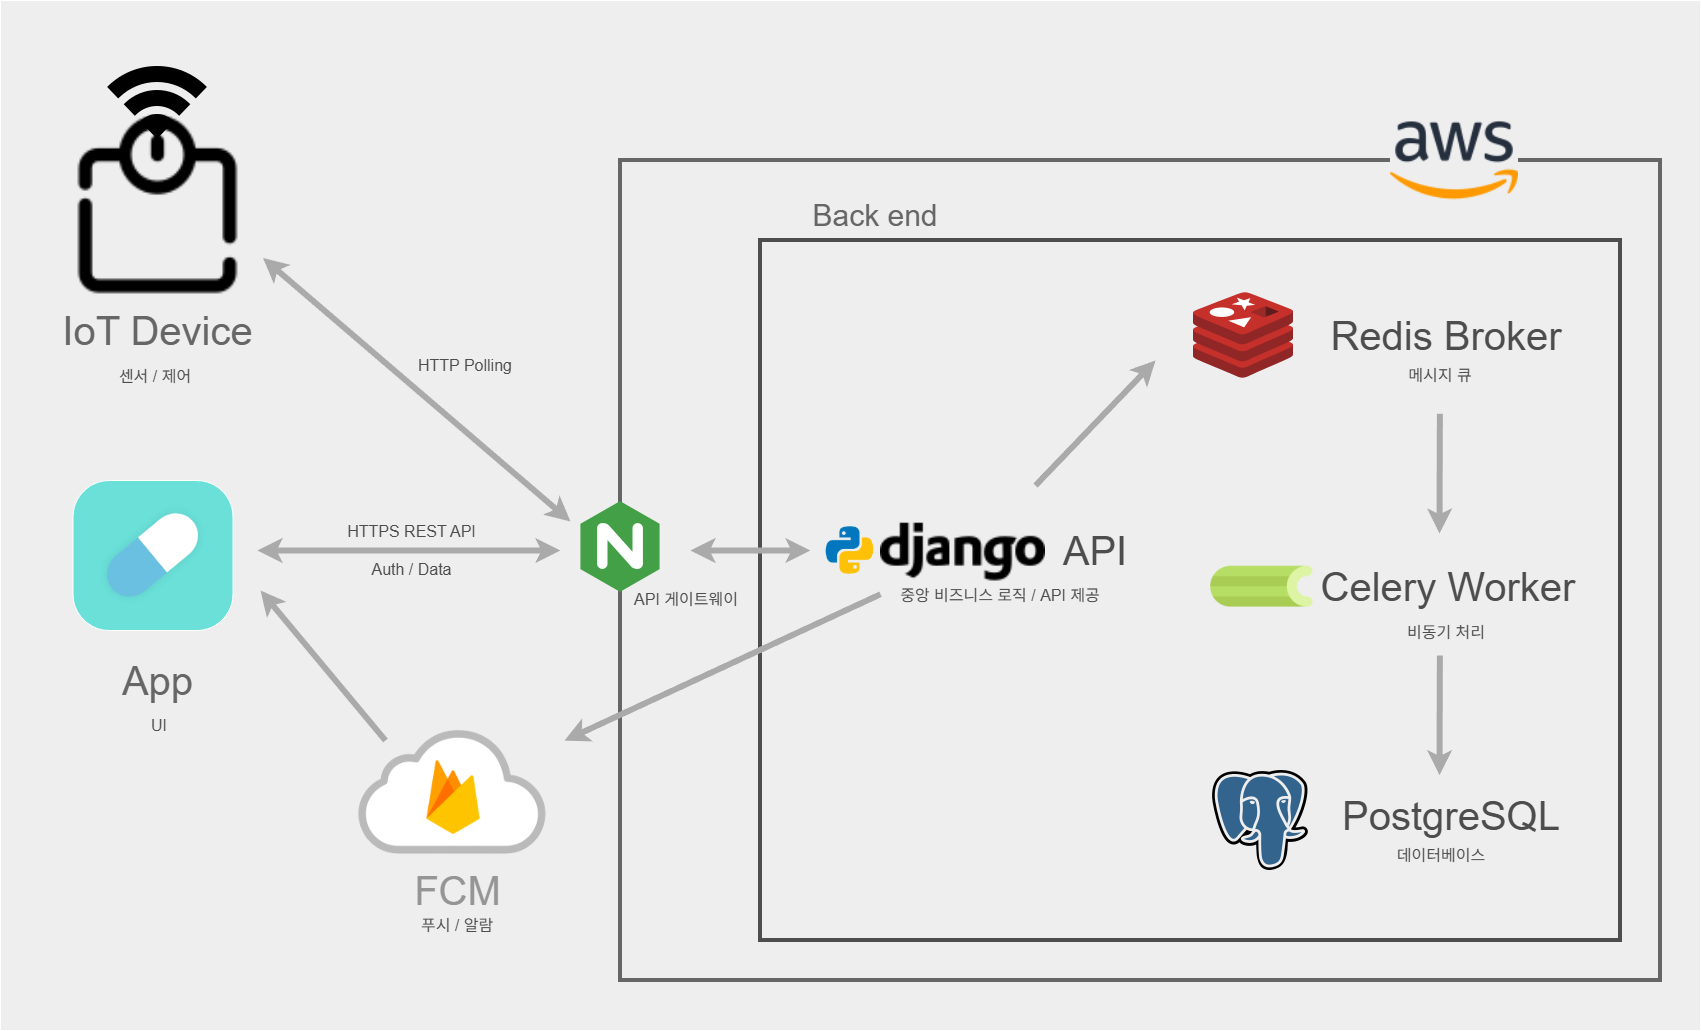 aws
Back end
IoT Device
센서 / 제어
HTTP Polling
Redis Broker
메시지 큐
HTTPS REST API
Auth / Data
N
API 게이트웨이
django API
중앙 비즈니스 로직 / API 제공
Celery Worker
비동기 처리
App
UI
PostgreSQL
데이터베이스
FCM
푸시 / 알람